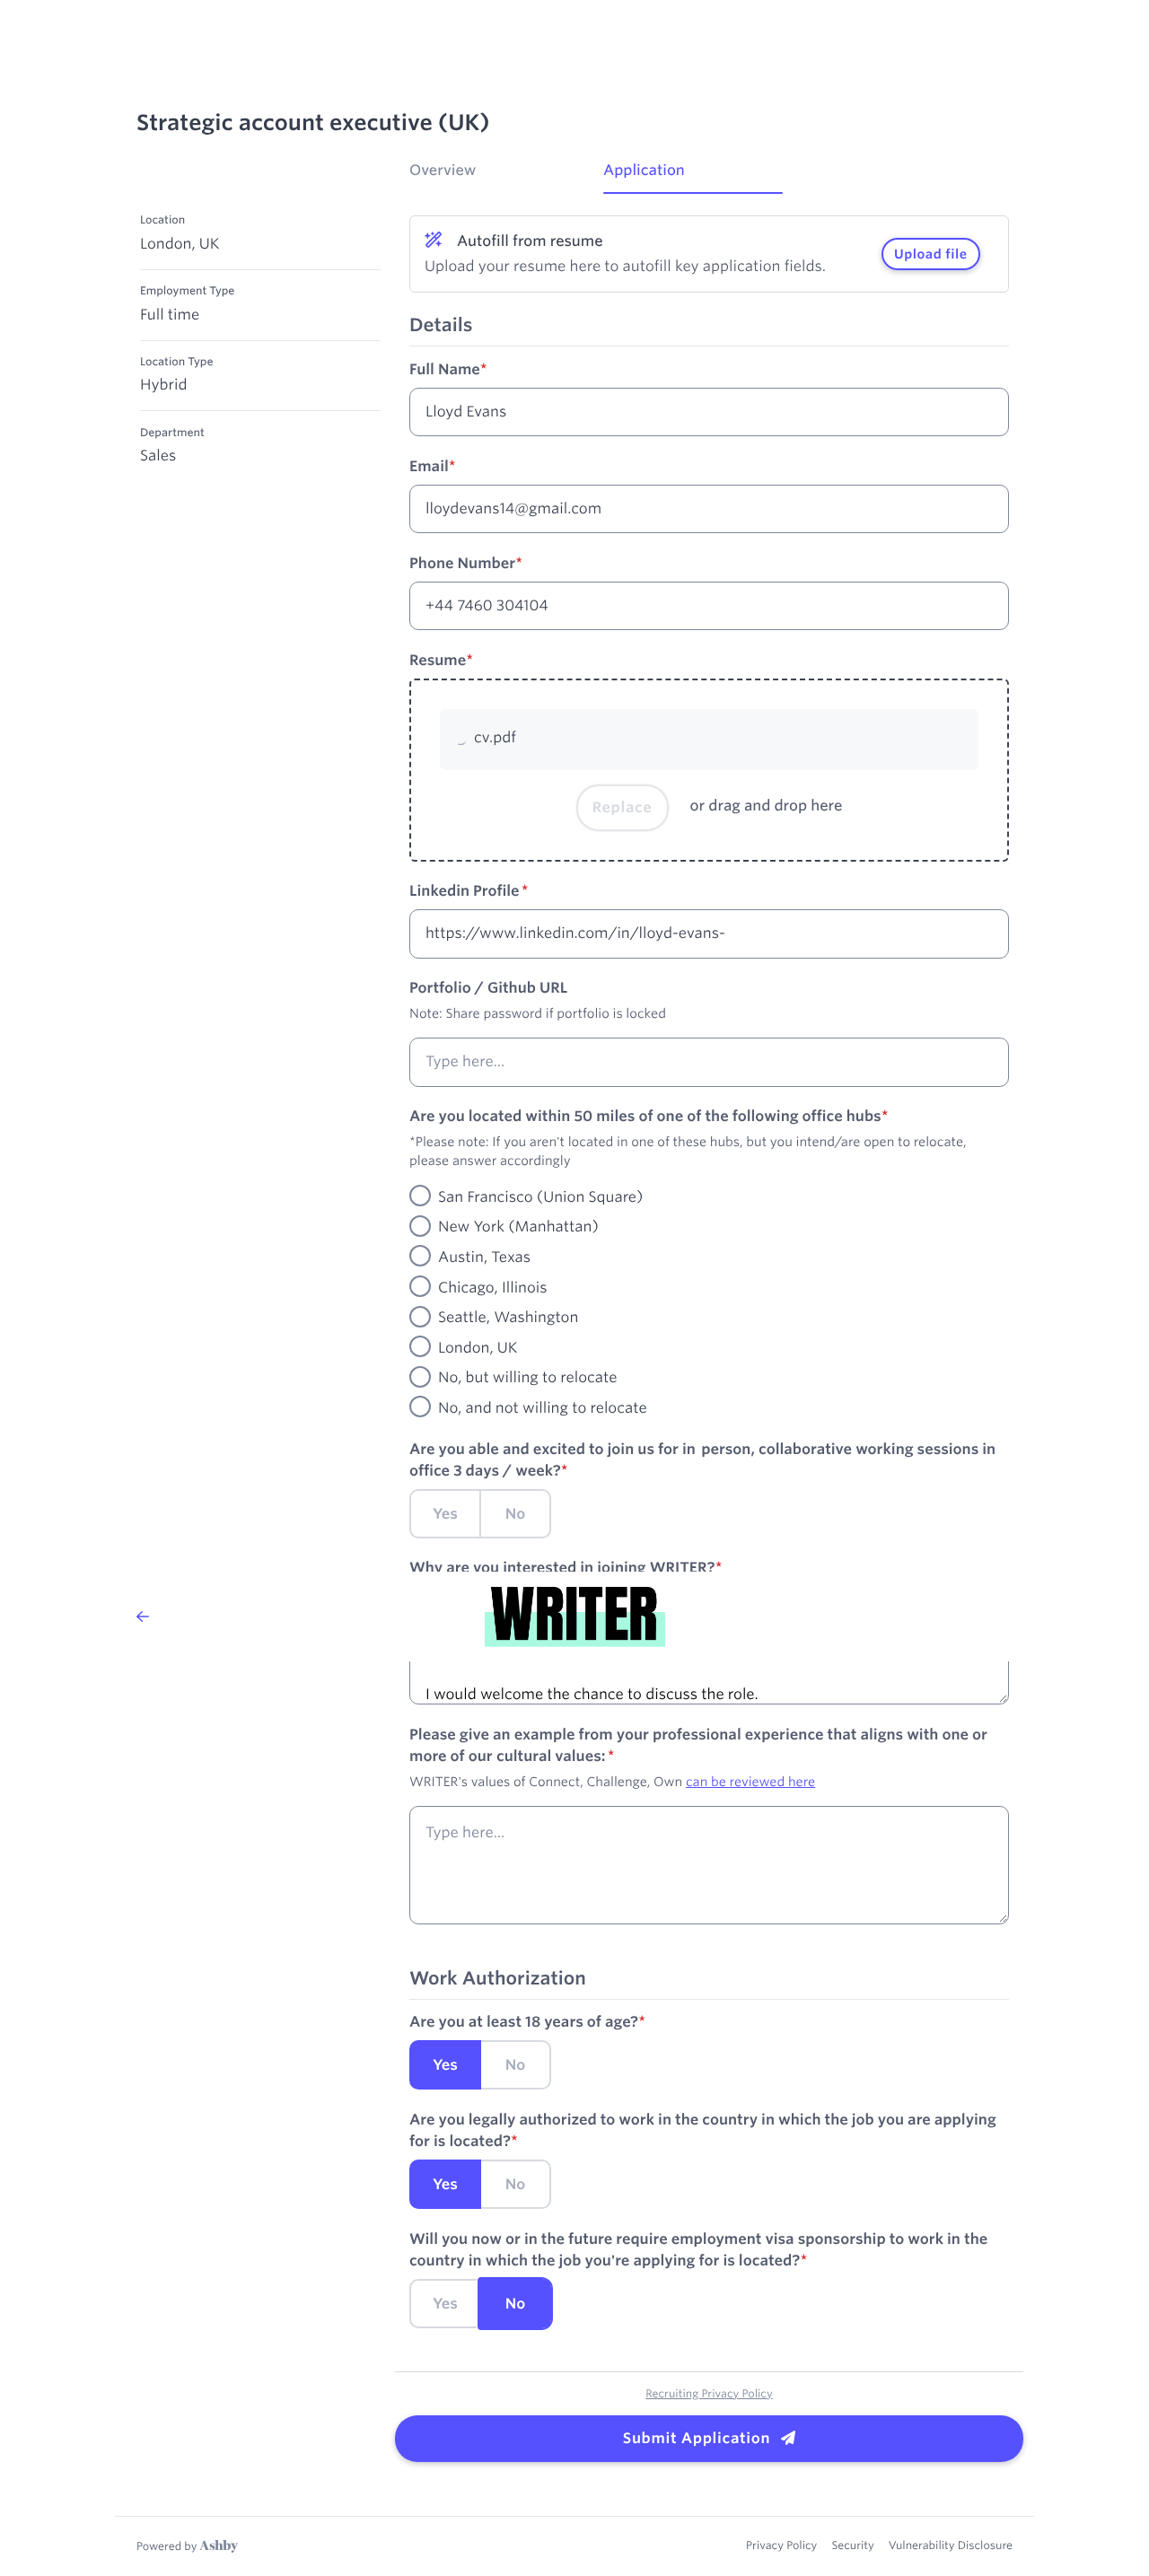 Strategic account executive (UK)
Overview
Application
Location
London, UK
Employment Type
Full time
Location Type
Hybrid
Department
Sales
Autofill from resume
Upload your resume here to autofill key application fields.
Upload file
Details
Full Name*
Lloyd Evans
Email*
lloydevans14@gmail.com
Phone Number*
+44 7460 304104
Resume*
cv.pdf
Replace
or drag and drop here
Linkedin Profile *
https://www.linkedin.com/in/lloyd-evans-
Portfolio / Github URL
Note: Share password if portfolio is locked
Type here...
Are you located within 50 miles of one of the following office hubs*
*Please note: If you aren't located in one of these hubs, but you intend/are open to relocate,
please answer accordingly
San Francisco (Union Square)
New York (Manhattan)
Austin, Texas
Chicago, Illinois
Seattle, Washington
London, UK
No, but willing to relocate
No, and not willing to relocate
Are you able and excited to join us for in person, collaborative working sessions in
office 3 days / week?*
Yes No
Why are you interested in joining WRITER?*
WRITER
I would welcome the chance to discuss the role.
Please give an example from your professional experience that aligns with one or
more of our cultural values: *
WRITER's values of Connect, Challenge, Own can be reviewed here
Type here...
Work Authorization
Are you at least 18 years of age?*
Yes No
Are you legally authorized to work in the country in which the job you are applying
for is located?*
Yes No
Will you now or in the future require employment visa sponsorship to work in the
country in which the job you're applying for is located?*
Yes No
Recruiting Privacy Policy
Submit Application
Powered by Ashby
Privacy Policy Security Vulnerability Disclosure